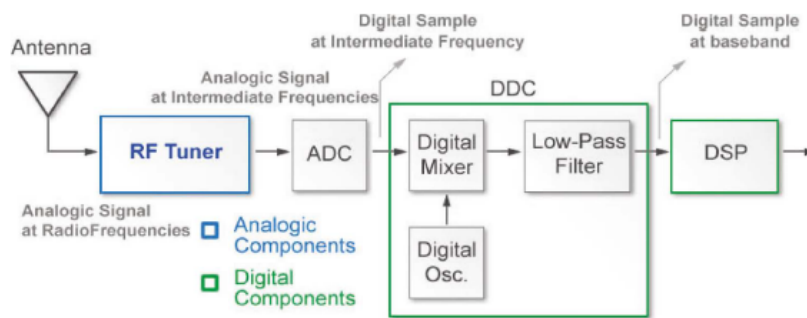 Digital Sample
at Intermediate Frequency
Digital Sample
at baseband
Antenna
Analogic Signal
at Intermediate Frequencies
DDC
RF Tuner
ADC
Digital
Mixer
Low-Pass
Filter
DSP
Analogic Signal
at RadioFrequencies
Analogic
Components
Digital
Osc.
Digital
Components